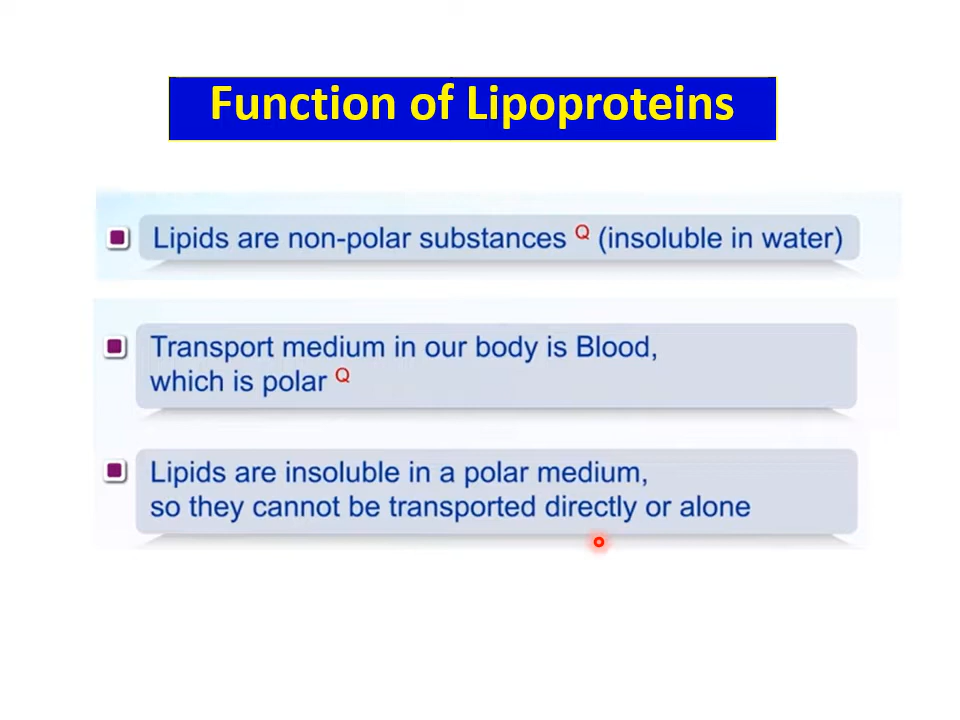 Function of Lipoproteins
Lipids are non-polar substances Q (insoluble in water)
Transport medium in our body is Blood,
which is polar Q
Lipids are insoluble in a polar medium,
so they cannot be transported directly or alone